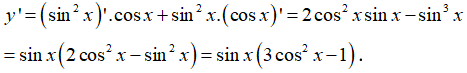 y' = (sin² x)'.cos x + sin² x.(cos x)' = 2cos² x sin x − sin³ x
= sin x(2cos² x − sin² x) = sin x(3cos² x − 1).